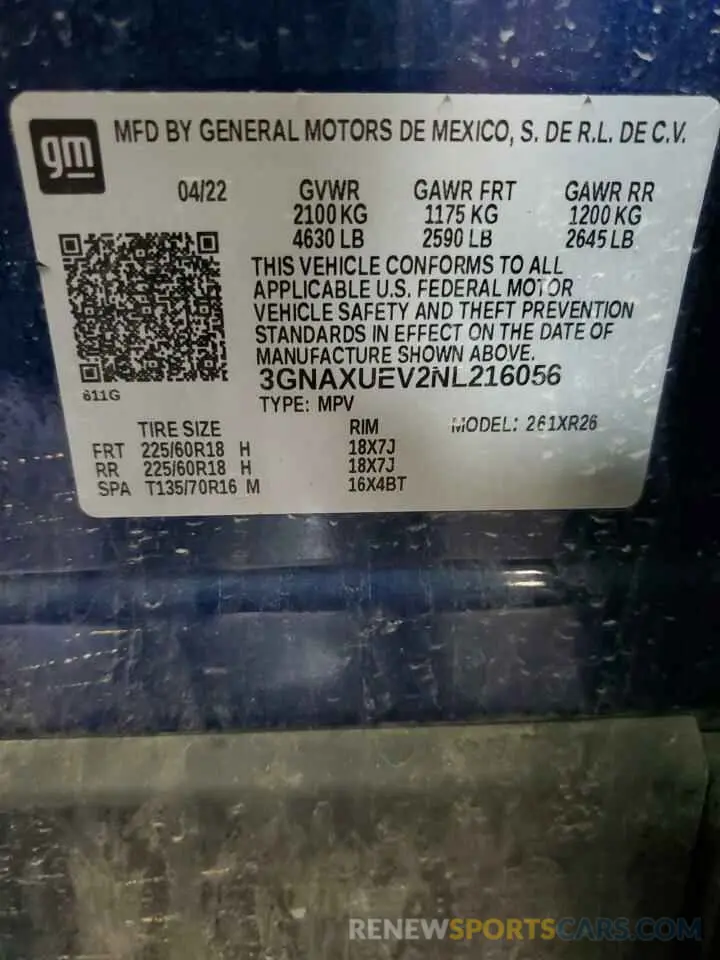 gm
MFD BY GENERAL MOTORS DE MEXICO, S. DE R.L. DE C.V.
04/22 GVWR GAWR FRT GAWR RR
2100 KG 1175 KG 1200 KG
4630 LB 2590 LB 2645 LB
THIS VEHICLE CONFORMS TO ALL
APPLICABLE U.S. FEDERAL MOTOR
VEHICLE SAFETY AND THEFT PREVENTION
STANDARDS IN EFFECT ON THE DATE OF
MANUFACTURE SHOWN ABOVE.
3GNAXUEV2NL216056
611G
TYPE: MPV
TIRE SIZE RIM MODEL: 261XR26
FRT 225/60R18 H 18X7J
RR 225/60R18 H 18X7J
SPA T135/70R16 M 16X4BT
RENEWSPORTSCARS.COM